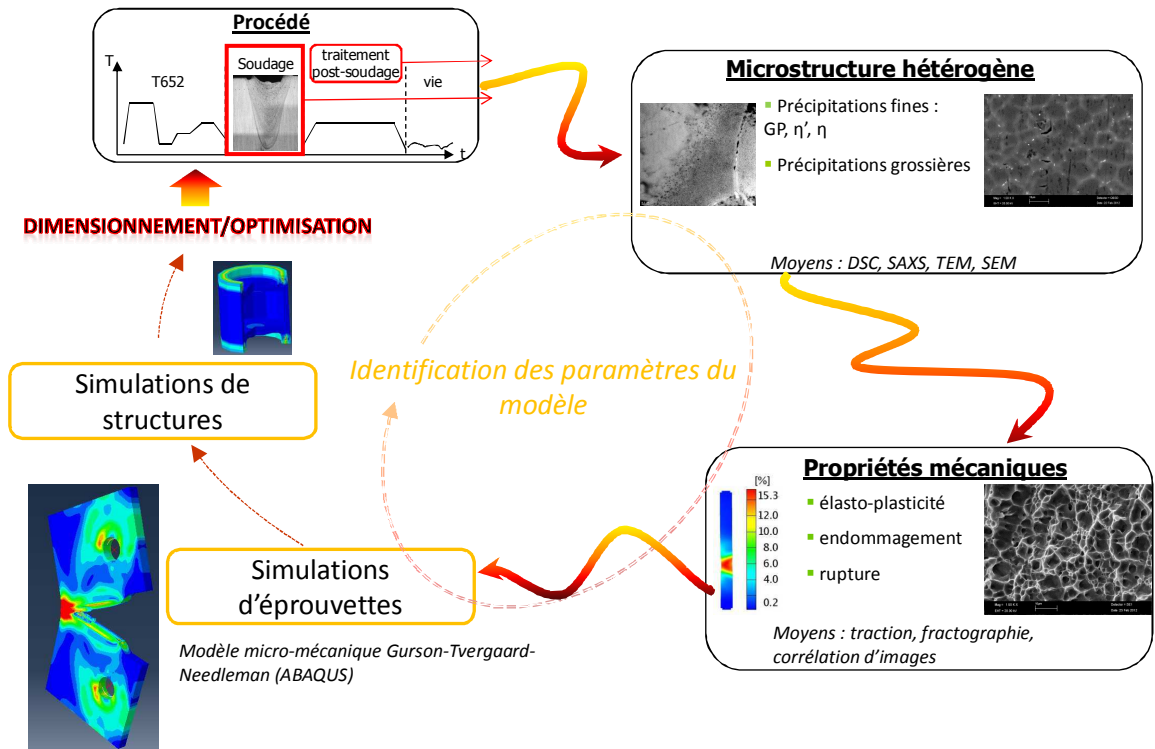 Procédé
T
T652
Soudage
traitement
post-soudage
vie
t
Microstructure hétérogène
Précipitations fines :
GP, η’, η
Précipitations grossières
Moyens : DSC, SAXS, TEM, SEM
DIMENSIONNEMENT/OPTIMISATION
Simulations de
structures
Identification des paramètres du
modèle
Propriétés mécaniques
[%]
15.3
12.0
10.0
8.0
6.0
4.0
0.2
élasto-plasticité
endommagement
rupture
Moyens : traction, fractographie,
corrélation d’images
Simulations
d’éprouvettes
Modèle micro-mécanique Gurson-Tvergaard-
Needleman (ABAQUS)